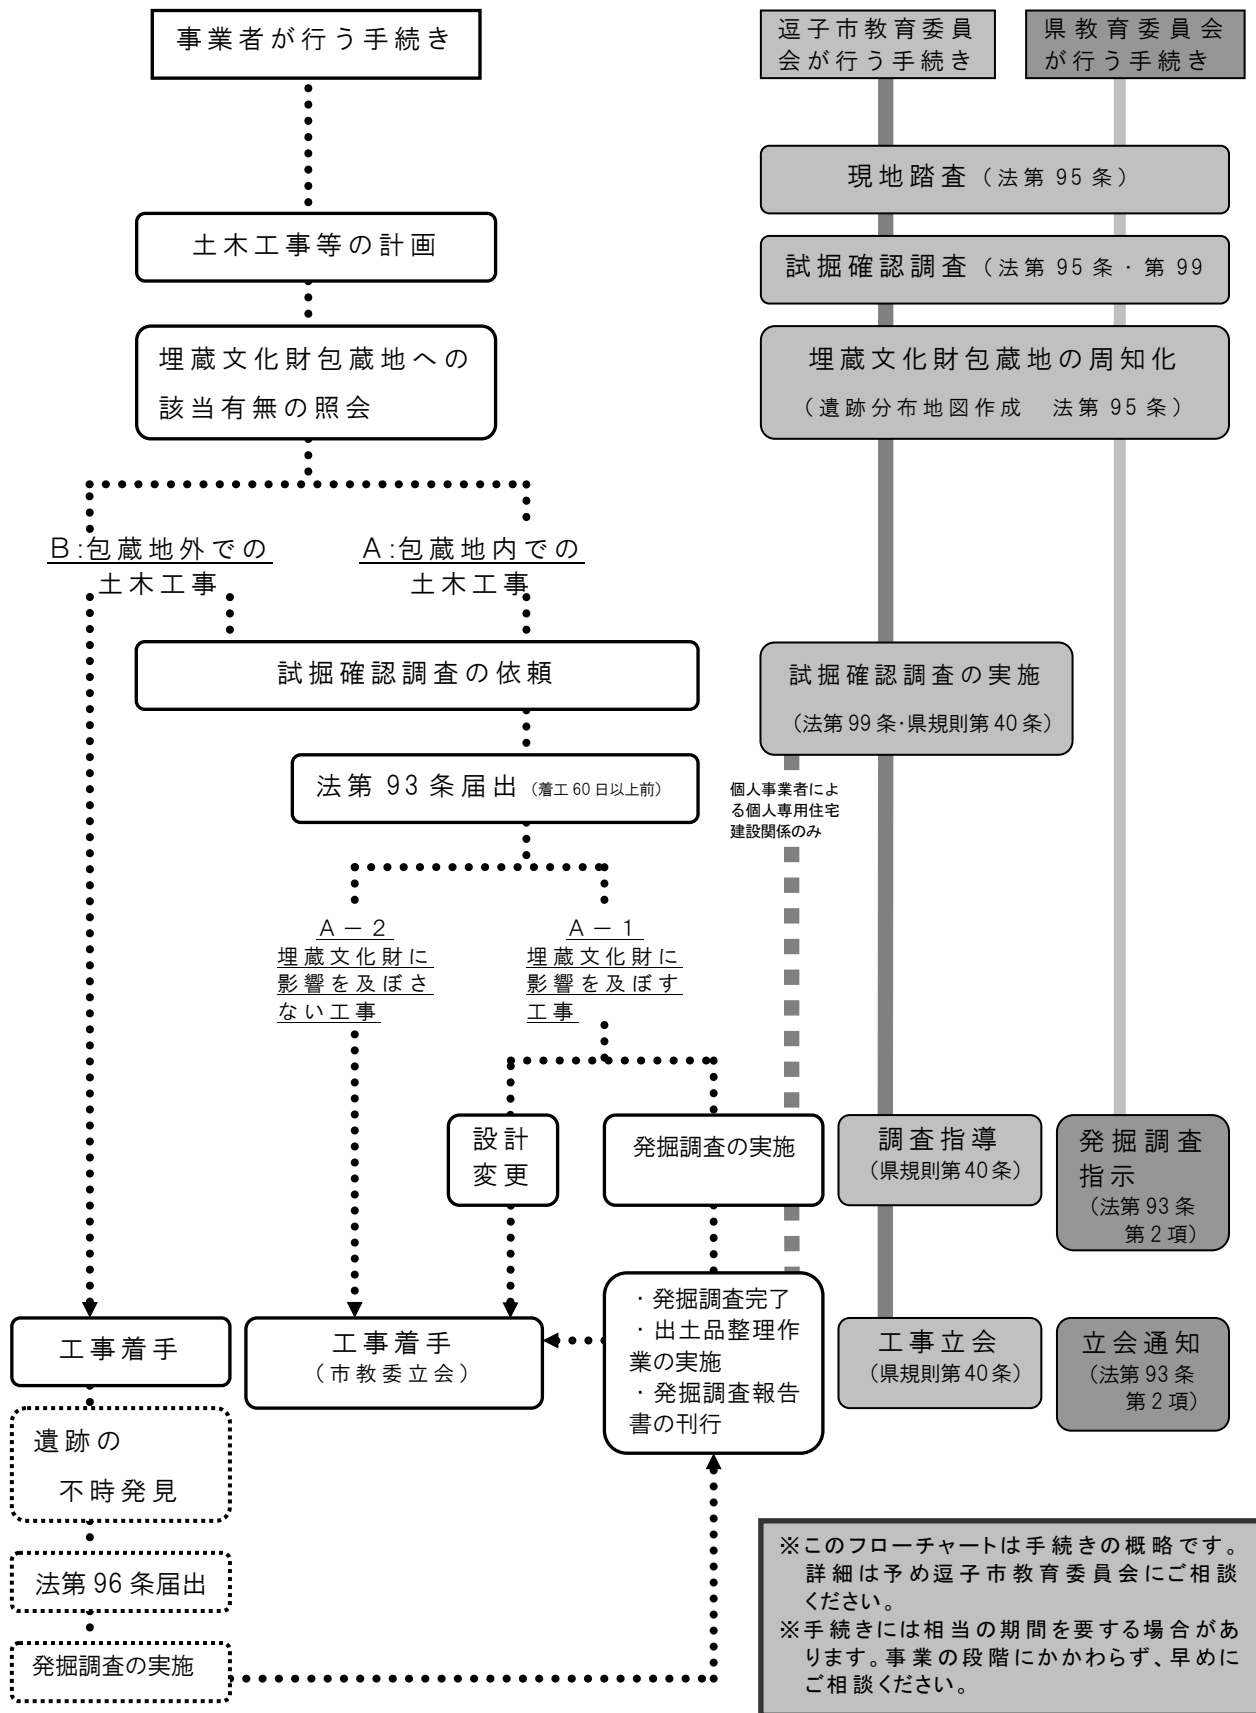 事業者が行う手続き
逗子市教育委員
会が行う手続き
県教育委員会
が行う手続き
現地踏査（法第95条）
土木工事等の計画
試掘確認調査（法第95条・第99
埋蔵文化財包蔵地への
該当有無の照会
埋蔵文化財包蔵地の周知化
（遺跡分布地図作成　法第95条）
B:包蔵地外での
土木工事
A:包蔵地内での
土木工事
試掘確認調査の依頼
試掘確認調査の実施
（法第99条・県規則第40条）
法第93条届出（着工60日以上前）
個人事業者によ
る個人専用住宅
建設関係のみ
A－2
埋蔵文化財に
影響を及ぼさ
ない工事
A－1
埋蔵文化財に
影響を及ぼす
工事
設計
変更
発掘調査の実施
調査指導
（県規則第40条）
発掘調査
指示
（法第93条
第2項）
・発掘調査完了
・出土品整理作
業の実施
・発掘調査報告
書の刊行
工事着手
工事着手
（市教委立会）
工事立会
（県規則第40条）
立会通知
（法第93条
第2項）
遺跡の
不時発見
法第96条届出
発掘調査の実施
※このフローチャートは手続きの概略です。
詳細は予め逗子市教育委員会にご相談
ください。
※手続きには相当の期間を要する場合があ
ります。事業の段階にかかわらず、早めに
ご相談ください。